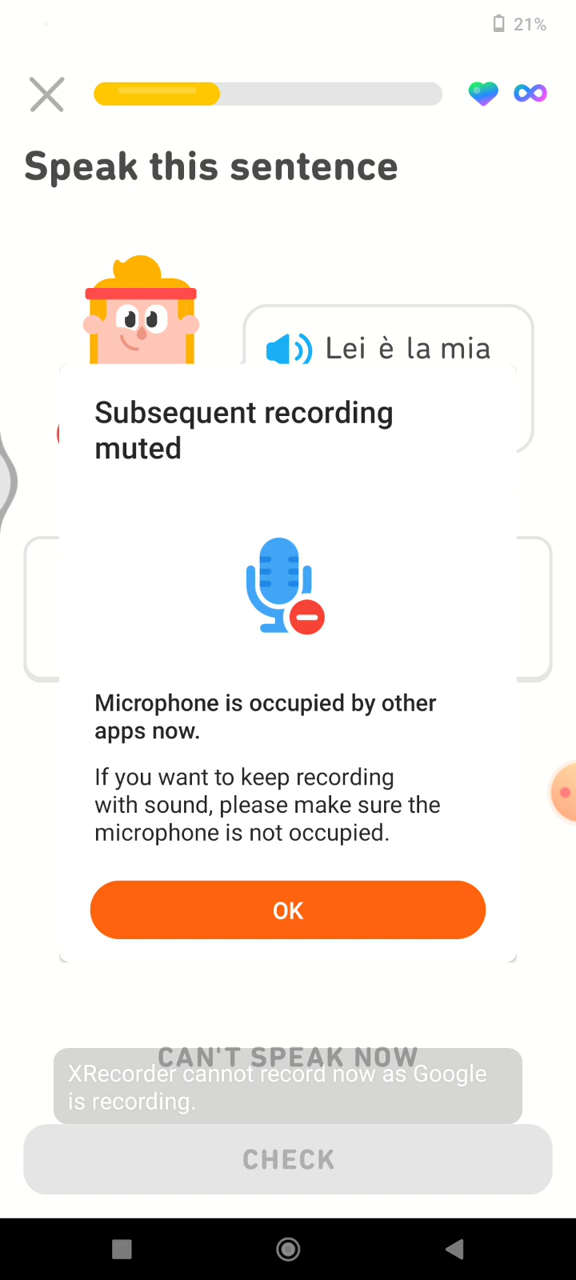 21%
Speak this sentence
Lei è la mia
Subsequent recording
muted
Microphone is occupied by other
apps now.
If you want to keep recording
with sound, please make sure the
microphone is not occupied.
OK
CAN'T SPEAK NOW
XRecorder cannot record now as Google
is recording.
CHECK